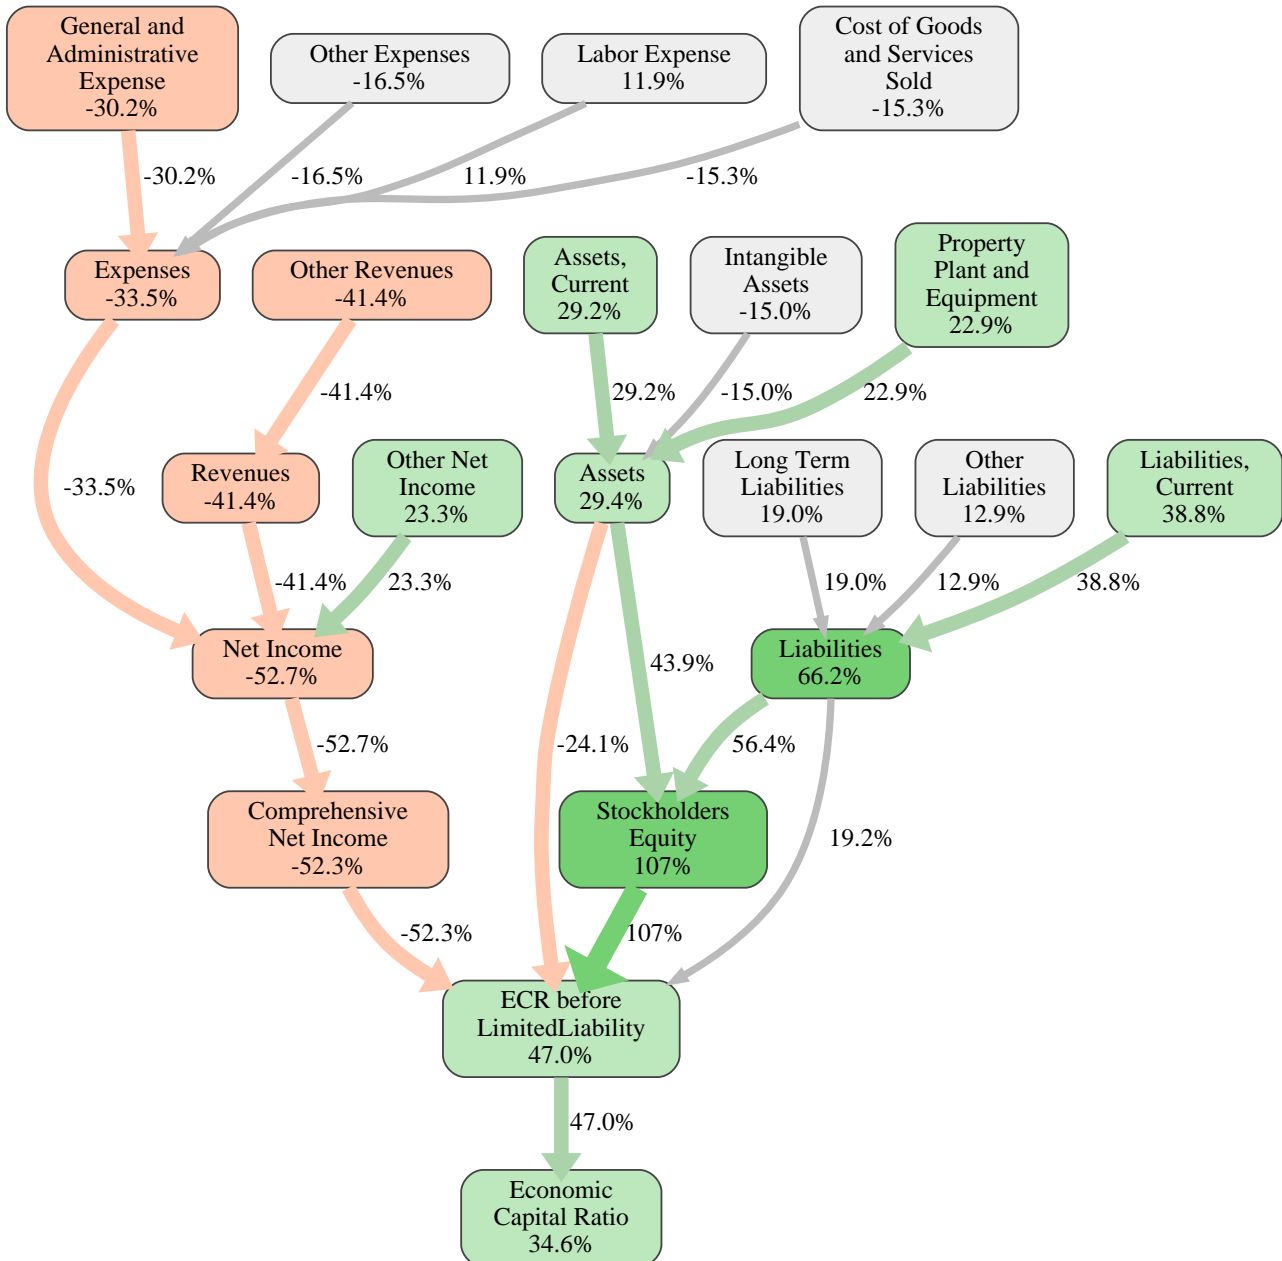 General and
Administrative
Expense
-30.2%
Other Expenses
-16.5%
Labor Expense
11.9%
Cost of Goods
and Services
Sold
-15.3%
-30.2%
-16.5%
11.9%
-15.3%
Expenses
-33.5%
Other Revenues
-41.4%
Assets,
Current
29.2%
Intangible
Assets
-15.0%
Property
Plant and
Equipment
22.9%
-41.4%
29.2%
-15.0%
22.9%
-33.5%
Revenues
-41.4%
Other Net
Income
23.3%
Assets
29.4%
Long Term
Liabilities
19.0%
Other
Liabilities
12.9%
Liabilities,
Current
38.8%
-41.4%
23.3%
19.0%
12.9%
38.8%
Net Income
-52.7%
43.9%
Liabilities
66.2%
-52.7%
-24.1%
56.4%
Comprehensive
Net Income
-52.3%
Stockholders
Equity
107%
19.2%
-52.3%
107%
ECR before
LimitedLiability
47.0%
47.0%
Economic
Capital Ratio
34.6%